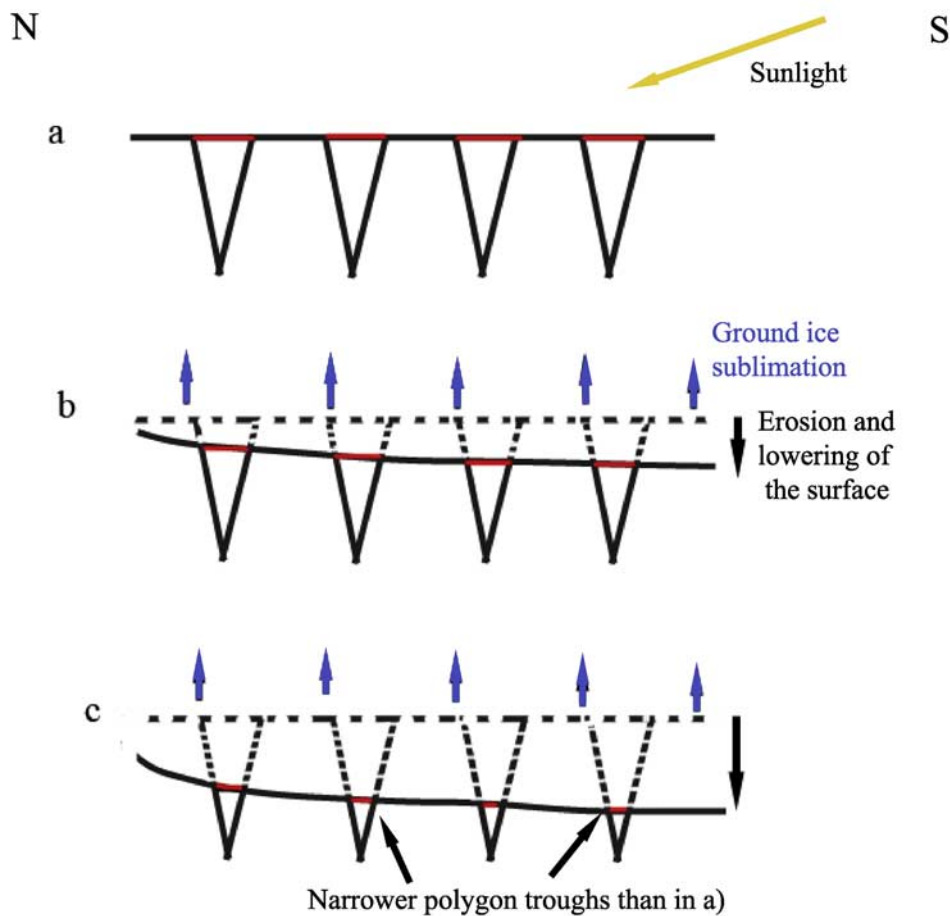 N
S
Sunlight
a
Ground ice
sublimation
b
Erosion and
lowering of
the surface
c
Narrower polygon troughs than in a)